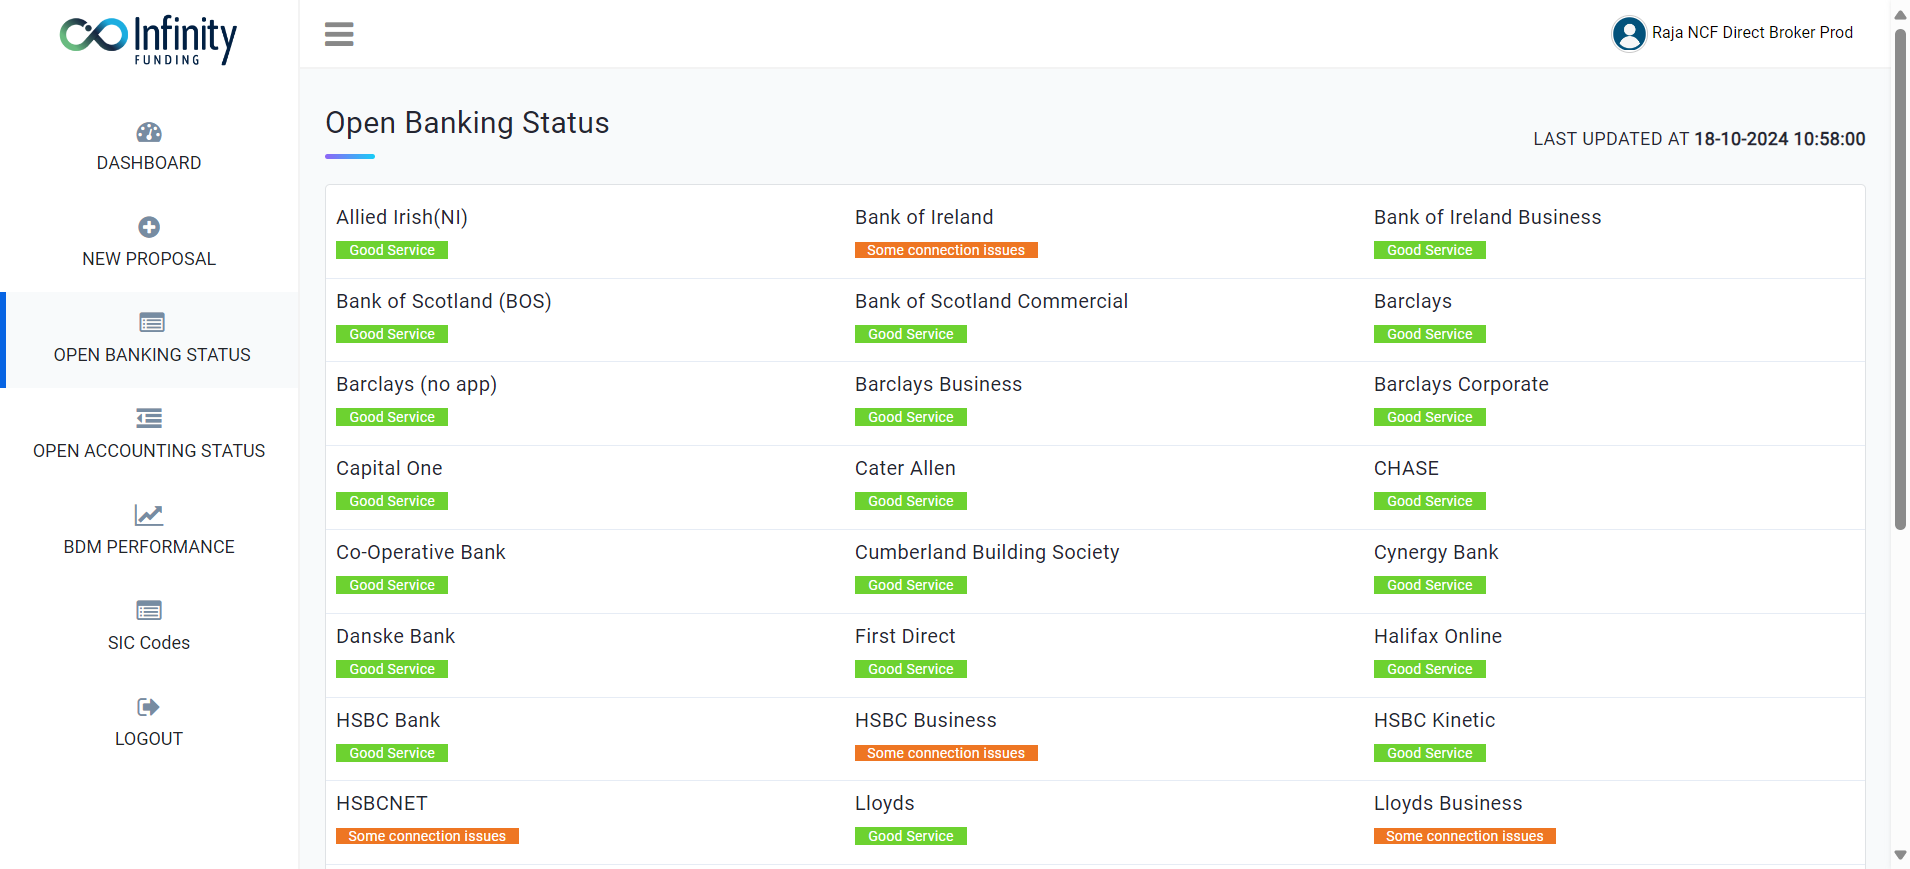 Infinity
FUNDING
Raja NCF Direct Broker Prod
DASHBOARD
NEW PROPOSAL
OPEN BANKING STATUS
OPEN ACCOUNTING STATUS
BDM PERFORMANCE
SIC Codes
LOGOUT
Open Banking Status
LAST UPDATED AT 18-10-2024 10:58:00
Allied Irish(NI)
Good Service
Bank of Ireland
Some connection issues
Bank of Ireland Business
Good Service
Bank of Scotland (BOS)
Good Service
Bank of Scotland Commercial
Good Service
Barclays
Good Service
Barclays (no app)
Good Service
Barclays Business
Good Service
Barclays Corporate
Good Service
Capital One
Good Service
Cater Allen
Good Service
CHASE
Good Service
Co-Operative Bank
Good Service
Cumberland Building Society
Good Service
Cynergy Bank
Good Service
Danske Bank
Good Service
First Direct
Good Service
Halifax Online
Good Service
HSBC Bank
Good Service
HSBC Business
Some connection issues
HSBC Kinetic
Good Service
HSBCNET
Some connection issues
Lloyds
Good Service
Lloyds Business
Some connection issues